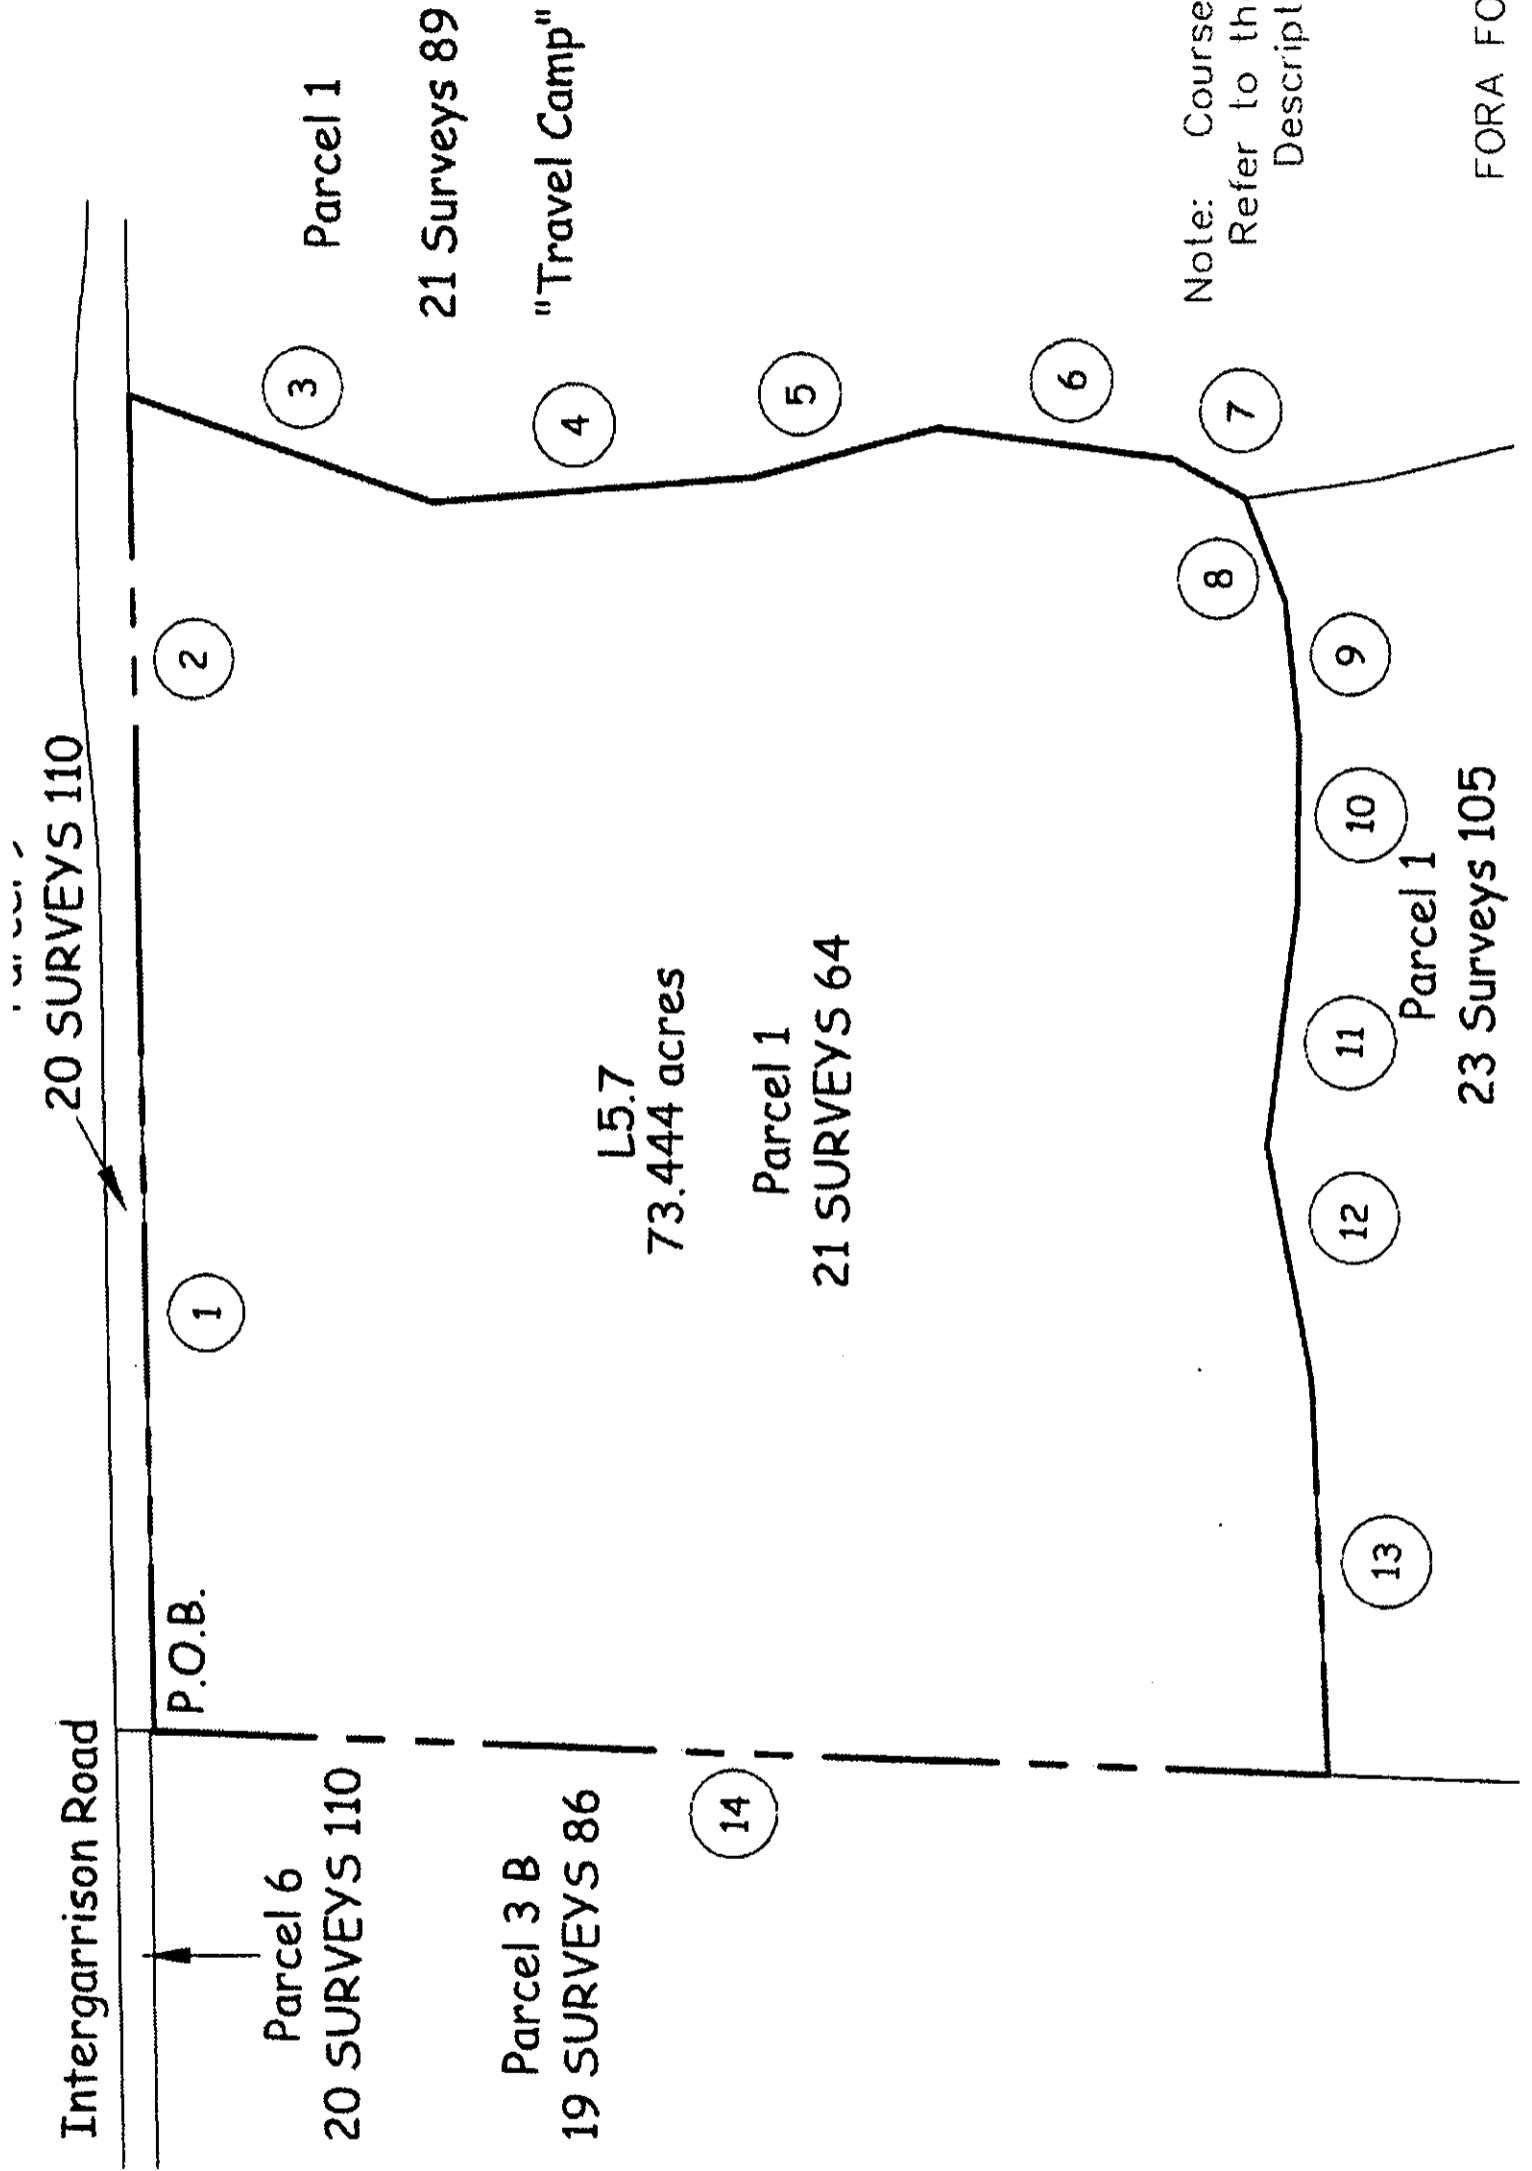 20 SURVEYS 110
Intergarrison Road
P.O.B.
1
2
Parcel 6
20 SURVEYS 110
Parcel 3 B
19 SURVEYS 86
14
L5.7
73.444 acres
Parcel 1
21 SURVEYS 64
3
4
5
6
7
8
9
10
11
12
13
Parcel 1
21 Surveys 89
"Travel Camp"
Parcel 1
23 Surveys 105
Note: Course
Refer to th
Descript
FORA FO